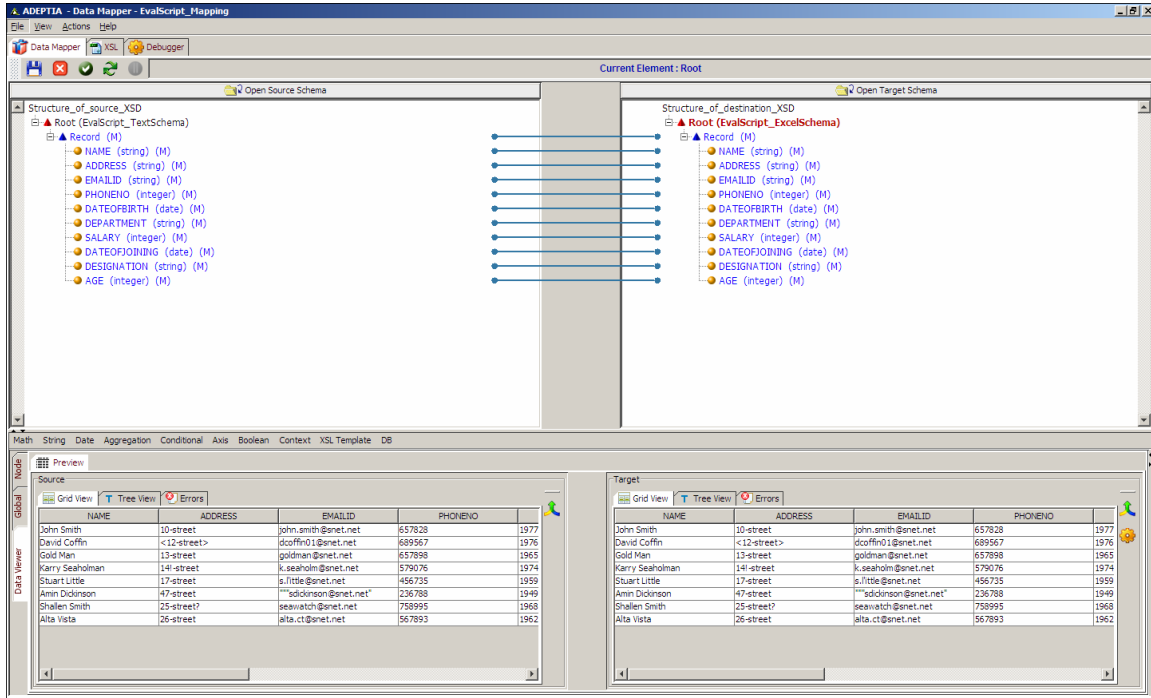 ADEPTIA - Data Mapper - EvalScript_Mapping
File View Actions Help
Data Mapper XSL Debugger
Current Element : Root
Open Source Schema Open Target Schema
Structure_of_source_XSD Structure_of_destination_XSD
Root (EvalScript_TextSchema) Root (EvalScript_ExcelSchema)
Record (M) Record (M)
NAME (string) (M) NAME (string) (M)
ADDRESS (string) (M) ADDRESS (string) (M)
EMAILID (string) (M) EMAILID (string) (M)
PHONENO (integer) (M) PHONENO (integer) (M)
DATEOFBIRTH (date) (M) DATEOFBIRTH (date) (M)
DEPARTMENT (string) (M) DEPARTMENT (string) (M)
SALARY (integer) (M) SALARY (integer) (M)
DATEOFJOINING (date) (M) DATEOFJOINING (date) (M)
DESIGNATION (string) (M) DESIGNATION (string) (M)
AGE (integer) (M) AGE (integer) (M)
Math String Date Aggregation Conditional Axis Boolean Context XSL Template DB
Node Global Data Viewer
Preview
Source Target
Grid View T Tree View Errors Grid View T Tree View Errors
NAME ADDRESS EMAILID PHONENO NAME ADDRESS EMAILID PHONENO
John Smith 10-street john.smith@snet.net 657828 1977 John Smith 10-street john.smith@snet.net 657828 1977
David Coffin <12-street> dcoffin01@snet.net 689567 1976 David Coffin <12-street> dcoffin01@snet.net 689567 1976
Gold Man 13-street goldman@snet.net 657898 1965 Gold Man 13-street goldman@snet.net 657898 1965
Karry Seaholman 14!-street k.seaholm@snet.net 579076 1974 Karry Seaholman 14!-street k.seaholm@snet.net 579076 1974
Stuart Little 17-street s.l'ittle@snet.net 456735 1959 Stuart Little 17-street s.l'ittle@snet.net 456735 1959
Amin Dickinson 47-street """sdickinson@snet.net" 236788 1949 Amin Dickinson 47-street """sdickinson@snet.net" 236788 1949
Shallen Smith 25-street? seawatch@snet.net 758995 1968 Shallen Smith 25-street? seawatch@snet.net 758995 1968
Alta Vista 26-street alta.ct@snet.net 567893 1962 Alta Vista 26-street alta.ct@snet.net 567893 1962